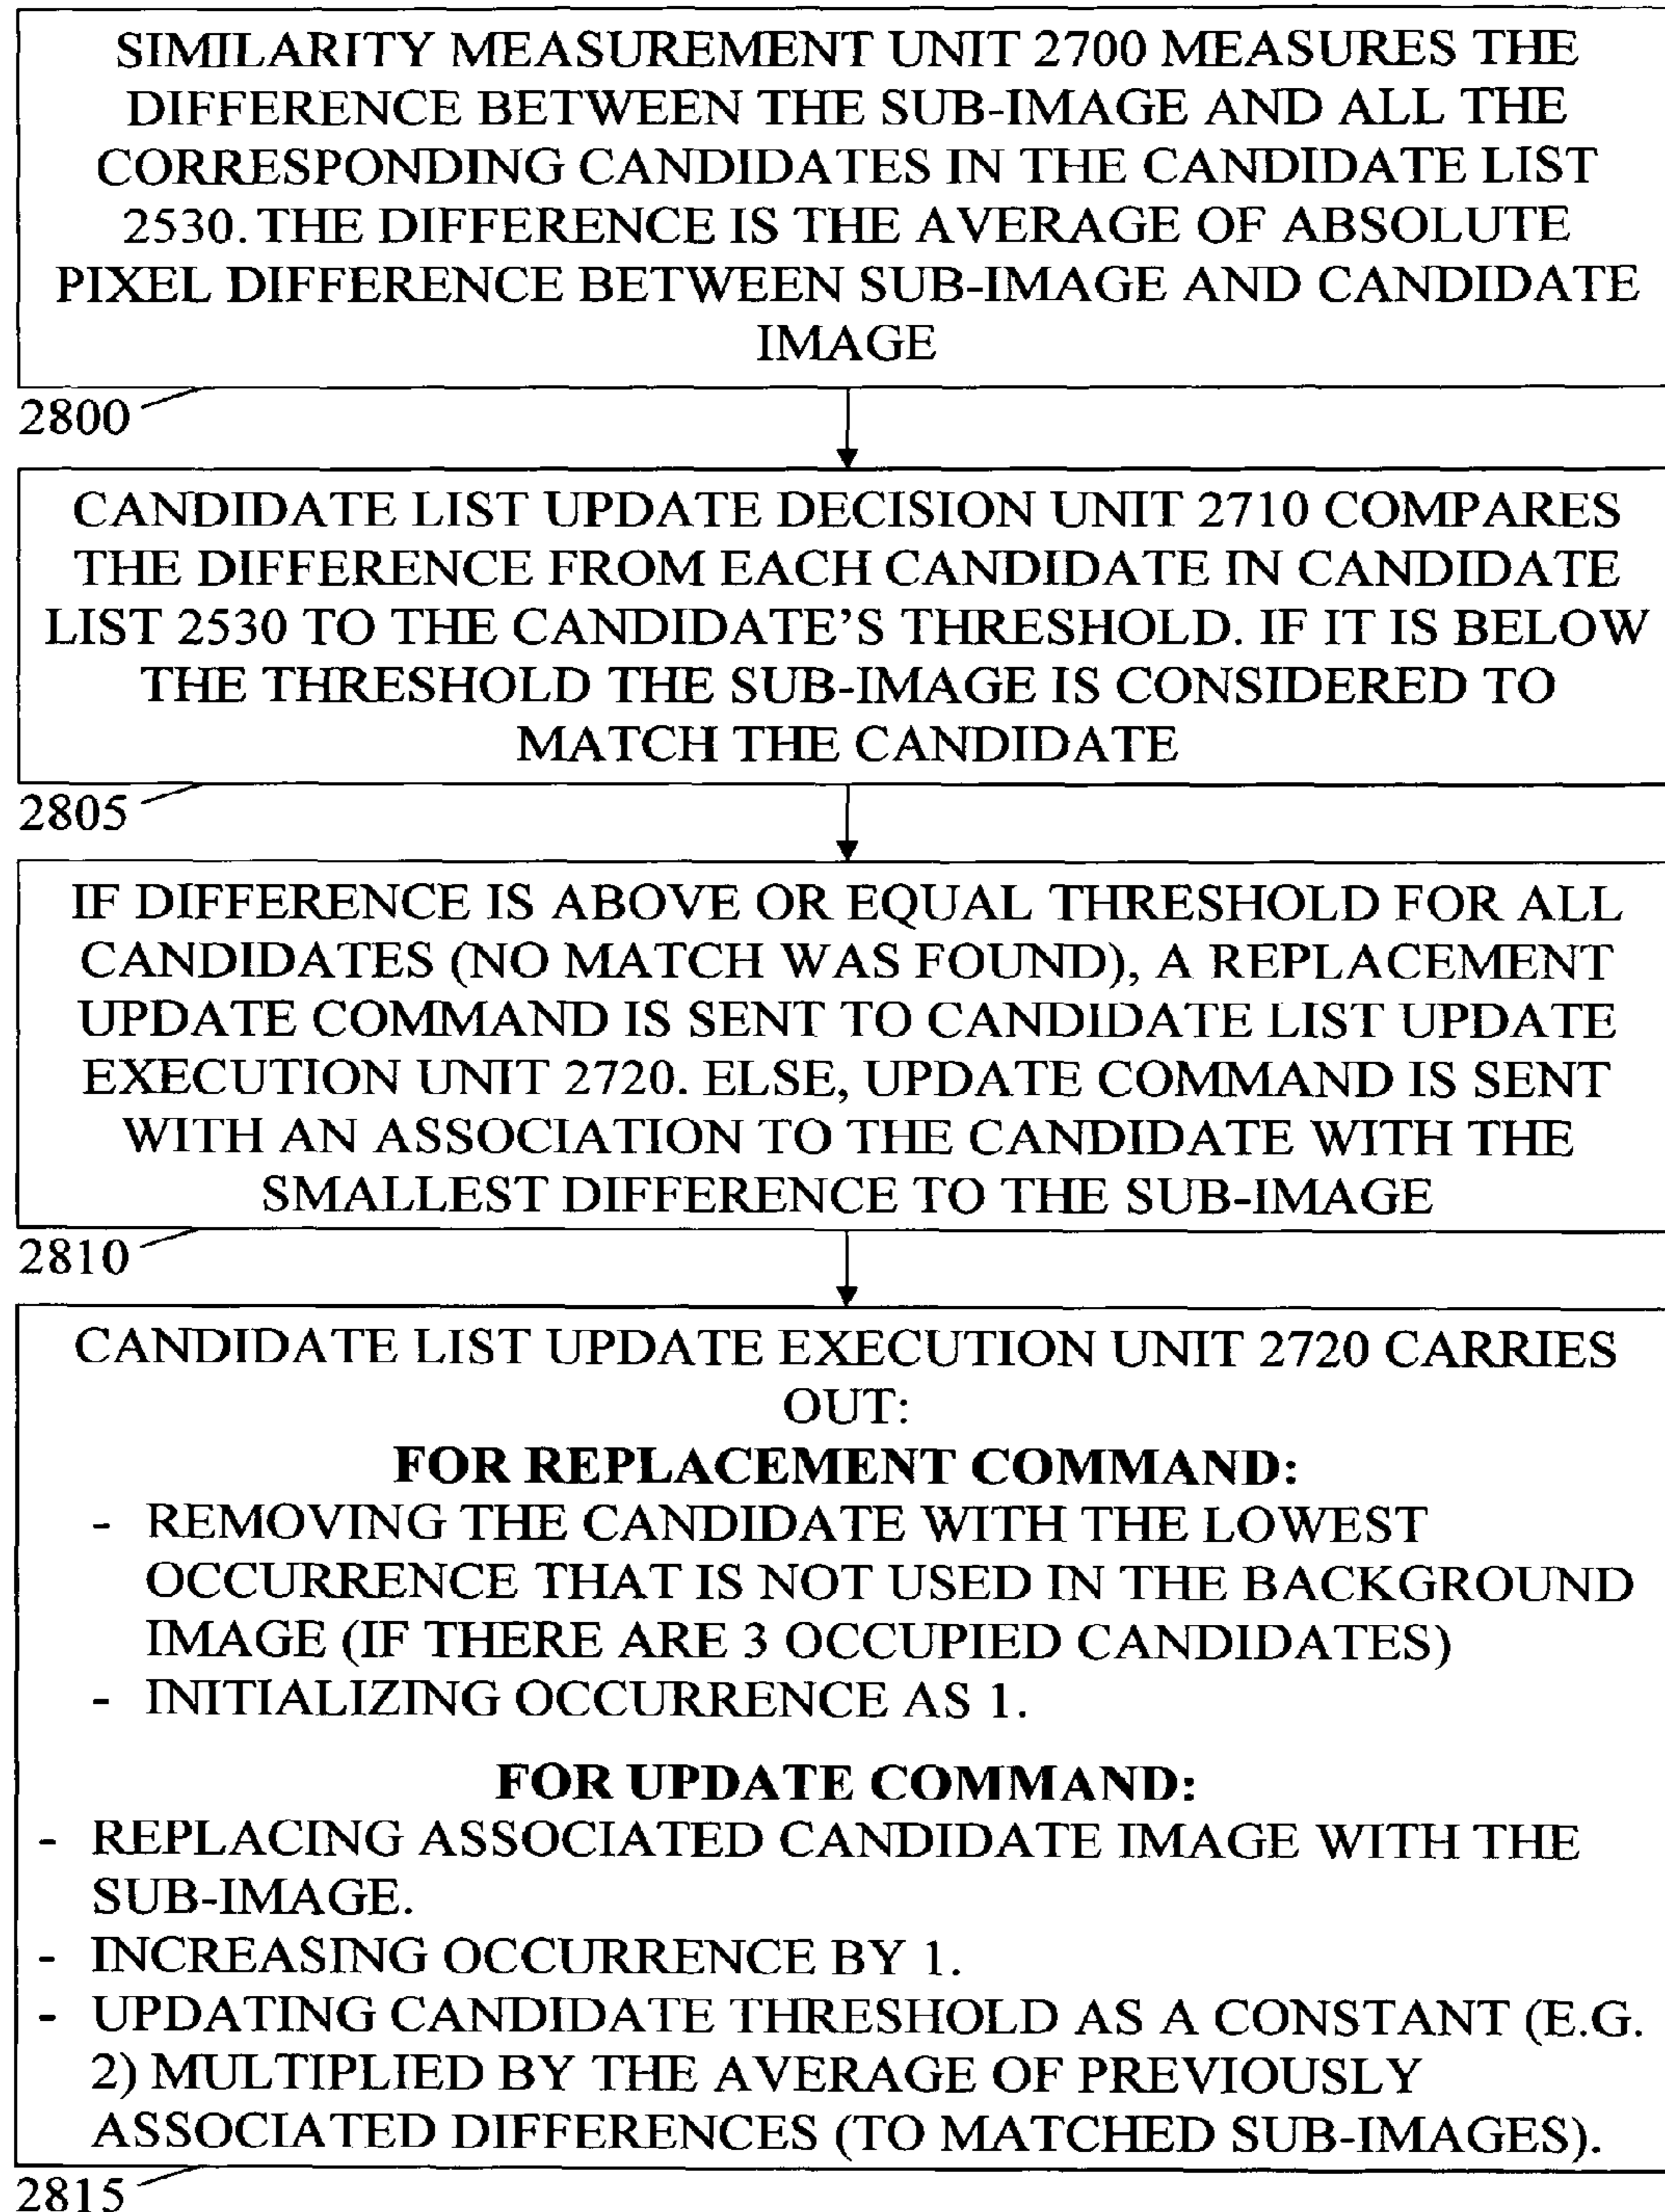 SIMILARITY MEASUREMENT UNIT 2700 MEASURES THE
DIFFERENCE BETWEEN THE SUB-IMAGE AND ALL THE
CORRESPONDING CANDIDATES IN THE CANDIDATE LIST
2530. THE DIFFERENCE IS THE AVERAGE OF ABSOLUTE
PIXEL DIFFERENCE BETWEEN SUB-IMAGE AND CANDIDATE
IMAGE
2800
CANDIDATE LIST UPDATE DECISION UNIT 2710 COMPARES
THE DIFFERENCE FROM EACH CANDIDATE IN CANDIDATE
LIST 2530 TO THE CANDIDATE'S THRESHOLD. IF IT IS BELOW
THE THRESHOLD THE SUB-IMAGE IS CONSIDERED TO
MATCH THE CANDIDATE
2805
IF DIFFERENCE IS ABOVE OR EQUAL THRESHOLD FOR ALL
CANDIDATES (NO MATCH WAS FOUND), A REPLACEMENT
UPDATE COMMAND IS SENT TO CANDIDATE LIST UPDATE
EXECUTION UNIT 2720. ELSE, UPDATE COMMAND IS SENT
WITH AN ASSOCIATION TO THE CANDIDATE WITH THE
SMALLEST DIFFERENCE TO THE SUB-IMAGE
2810
CANDIDATE LIST UPDATE EXECUTION UNIT 2720 CARRIES
OUT:
FOR REPLACEMENT COMMAND:
- REMOVING THE CANDIDATE WITH THE LOWEST
OCCURRENCE THAT IS NOT USED IN THE BACKGROUND
IMAGE (IF THERE ARE 3 OCCUPIED CANDIDATES)
- INITIALIZING OCCURRENCE AS 1.
FOR UPDATE COMMAND:
- REPLACING ASSOCIATED CANDIDATE IMAGE WITH THE
SUB-IMAGE.
- INCREASING OCCURRENCE BY 1.
- UPDATING CANDIDATE THRESHOLD AS A CONSTANT (E.G.
2) MULTIPLIED BY THE AVERAGE OF PREVIOUSLY
ASSOCIATED DIFFERENCES (TO MATCHED SUB-IMAGES).
2815